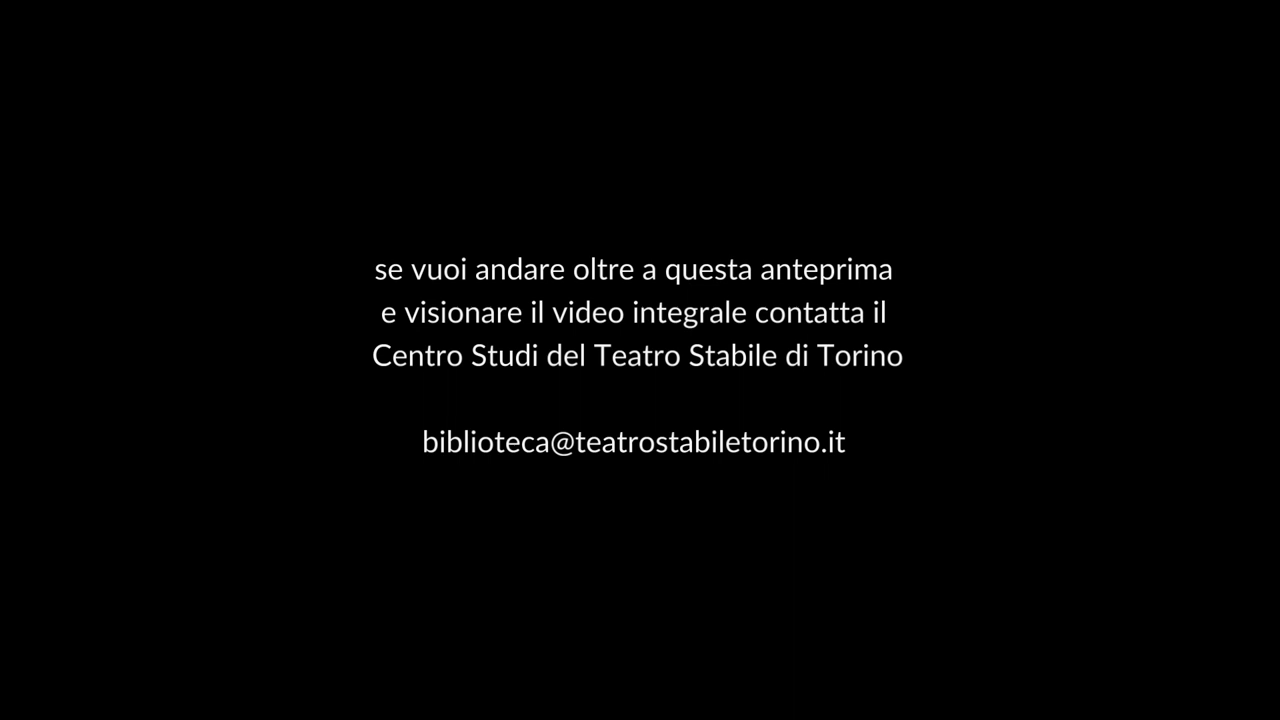 se vuoi andare oltre a questa anteprima
e visionare il video integrale contatta il
Centro Studi del Teatro Stabile di Torino
biblioteca@teatrostabiletorino.it